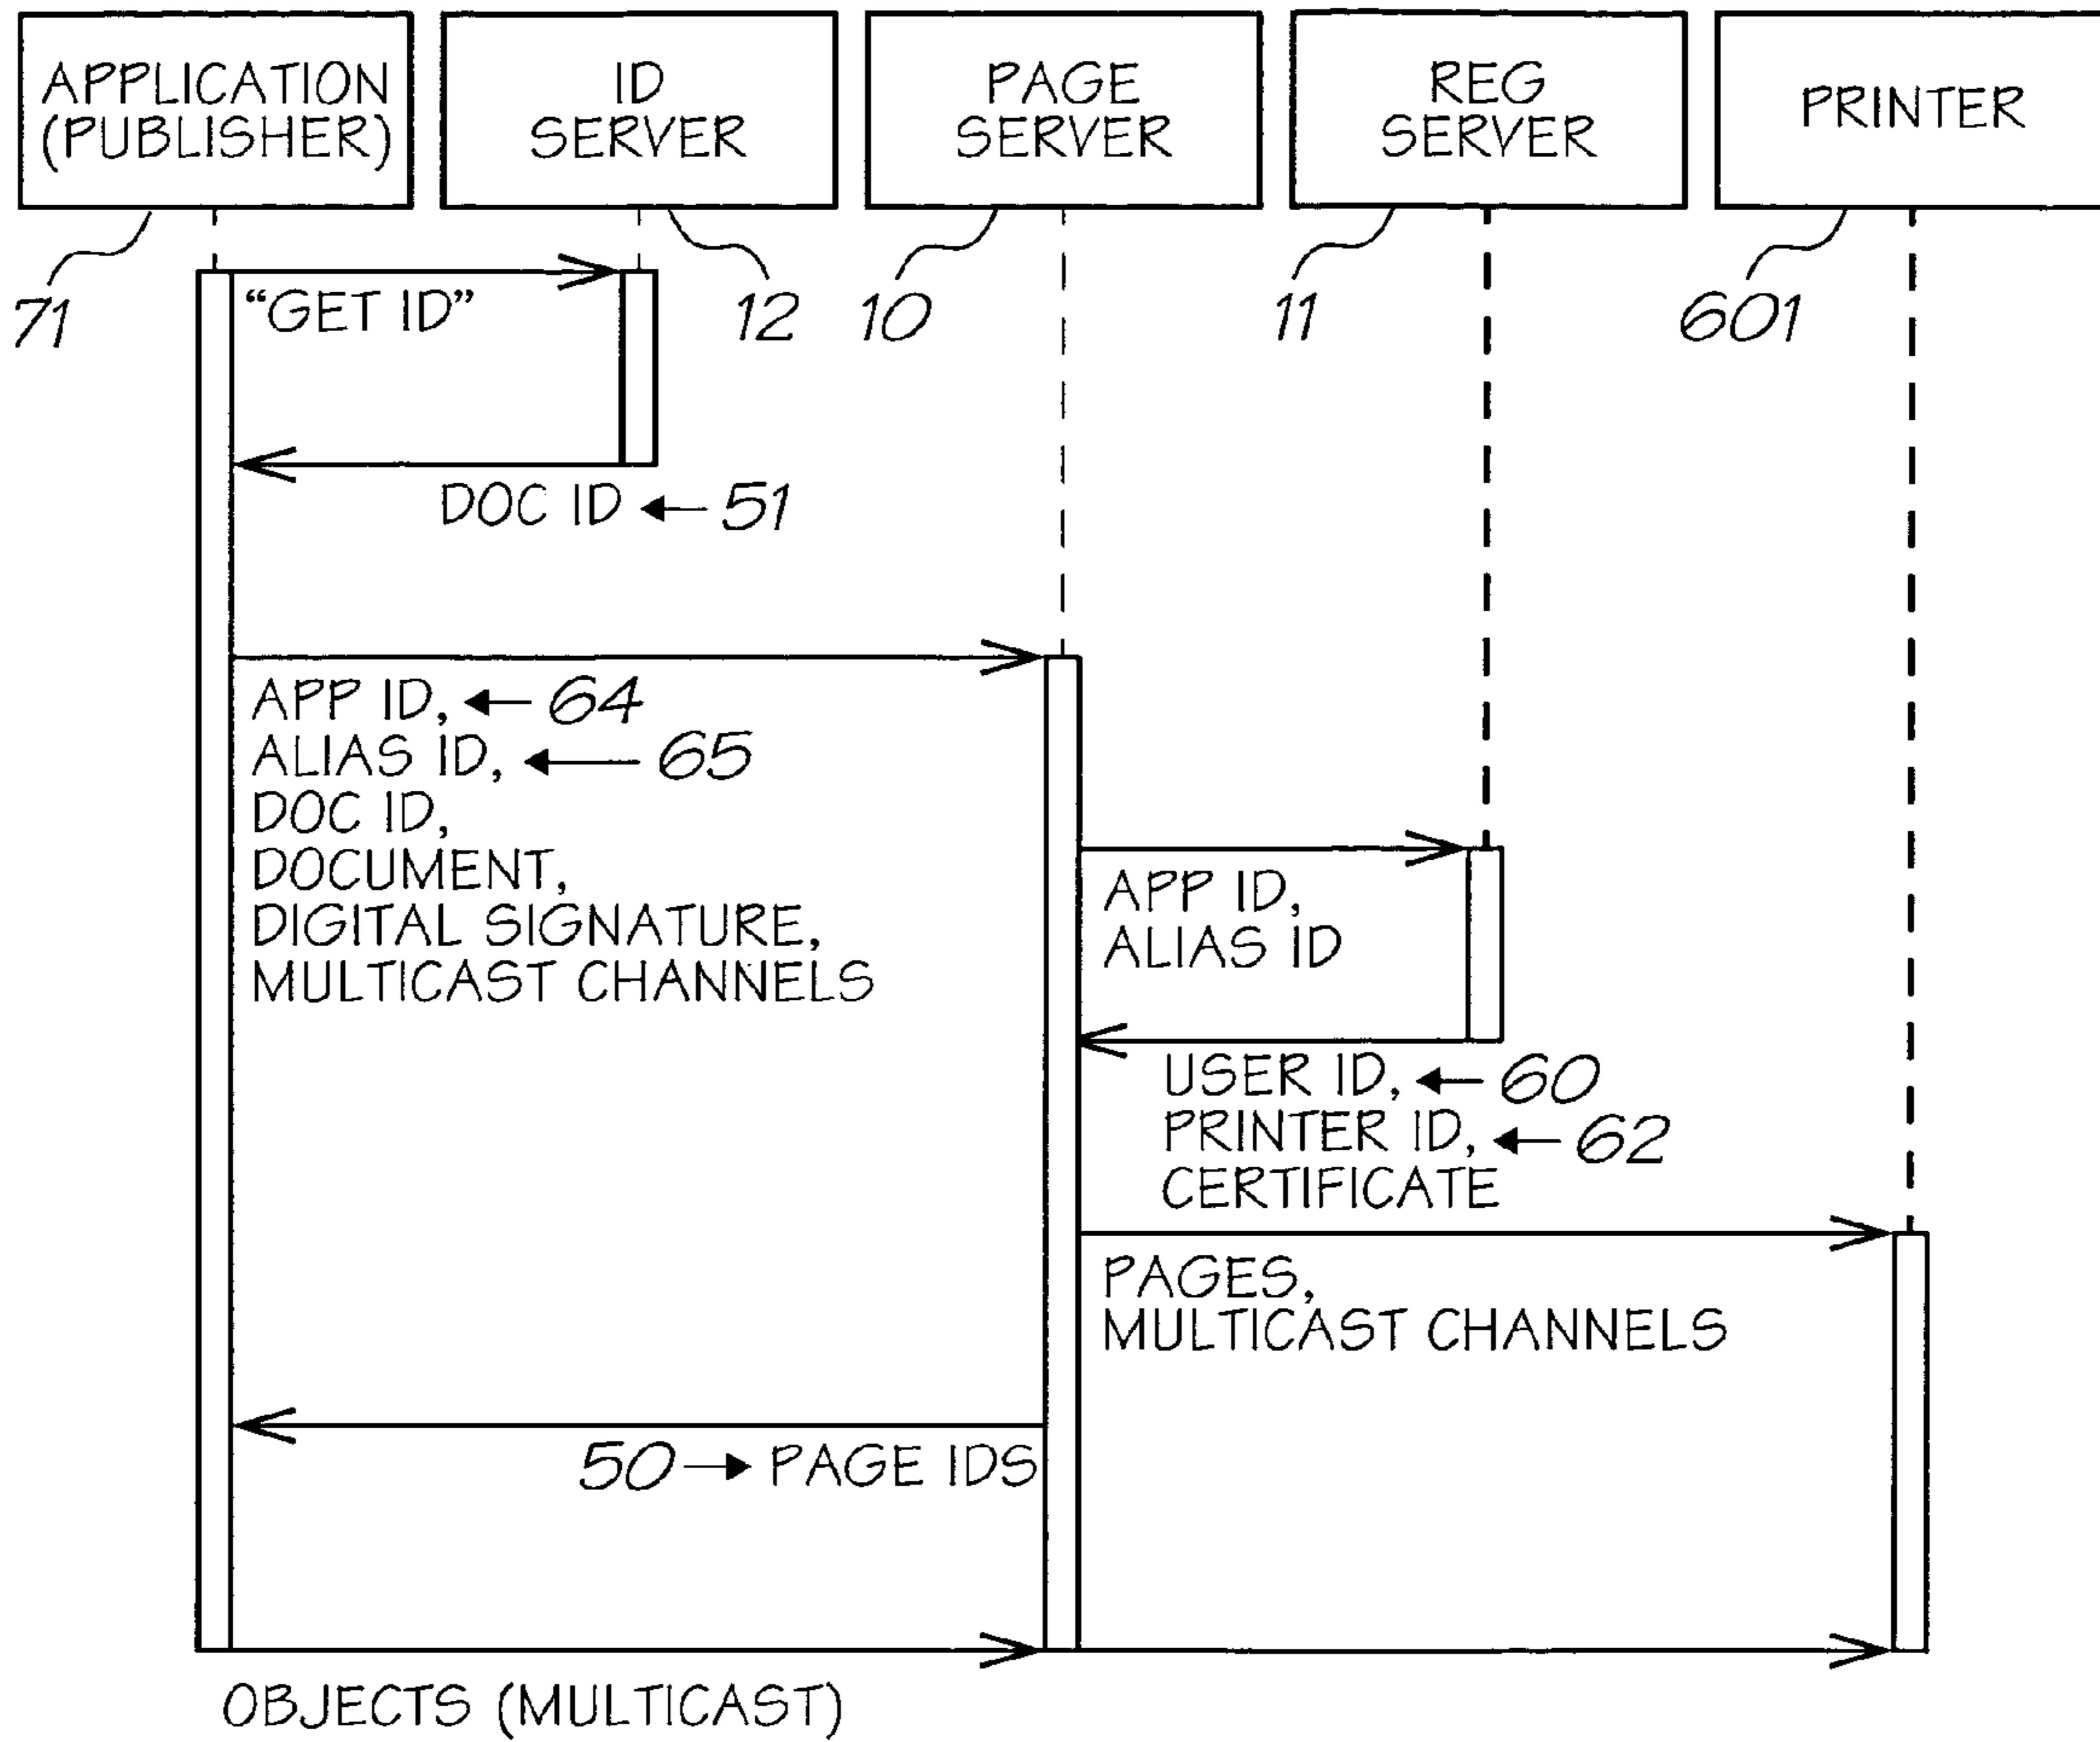 APPLICATION
(PUBLISHER)
ID
SERVER
PAGE
SERVER
REG
SERVER
PRINTER
71
12
10
11
601
“GET ID”
DOC ID 51
APP ID, 64
ALIAS ID, 65
DOC ID,
DOCUMENT,
DIGITAL SIGNATURE,
MULTICAST CHANNELS
APP ID,
ALIAS ID
USER ID, 60
PRINTER ID, 62
CERTIFICATE
PAGES,
MULTICAST CHANNELS
50 PAGE IDS
OBJECTS (MULTICAST)